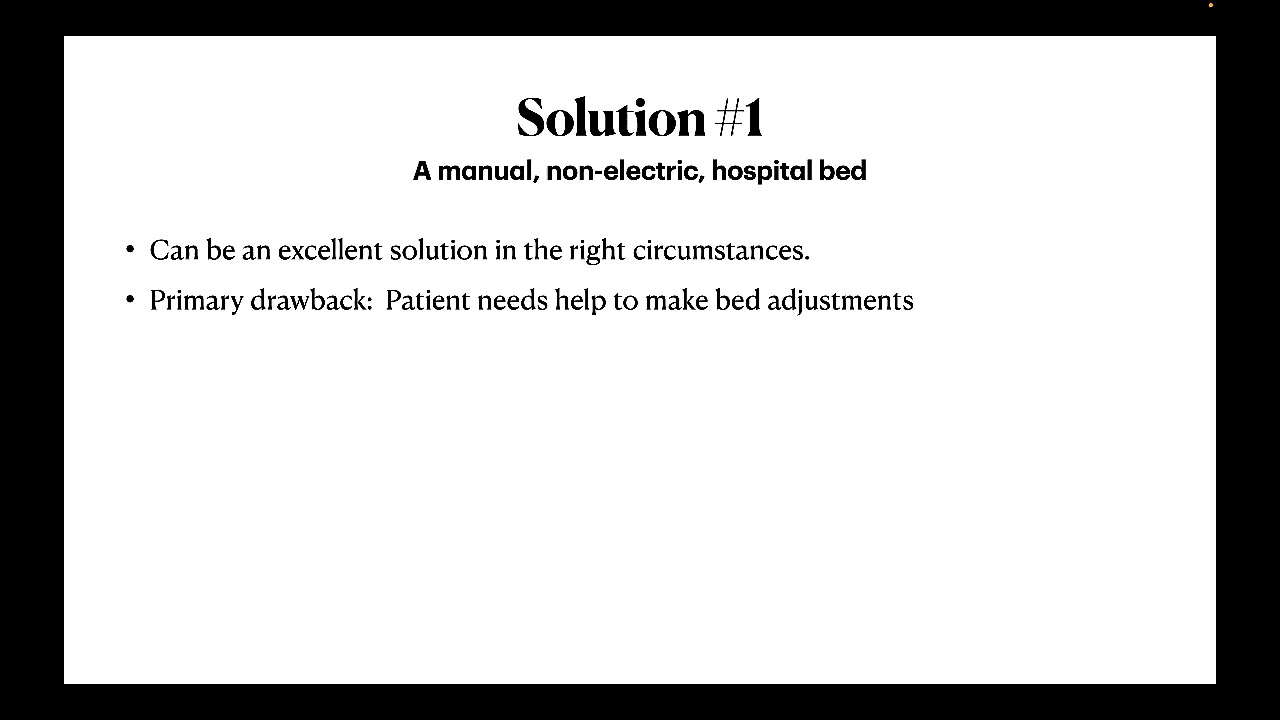 Solution #1
A manual, non-electric, hospital bed
• Can be an excellent solution in the right circumstances.
• Primary drawback:  Patient needs help to make bed adjustments